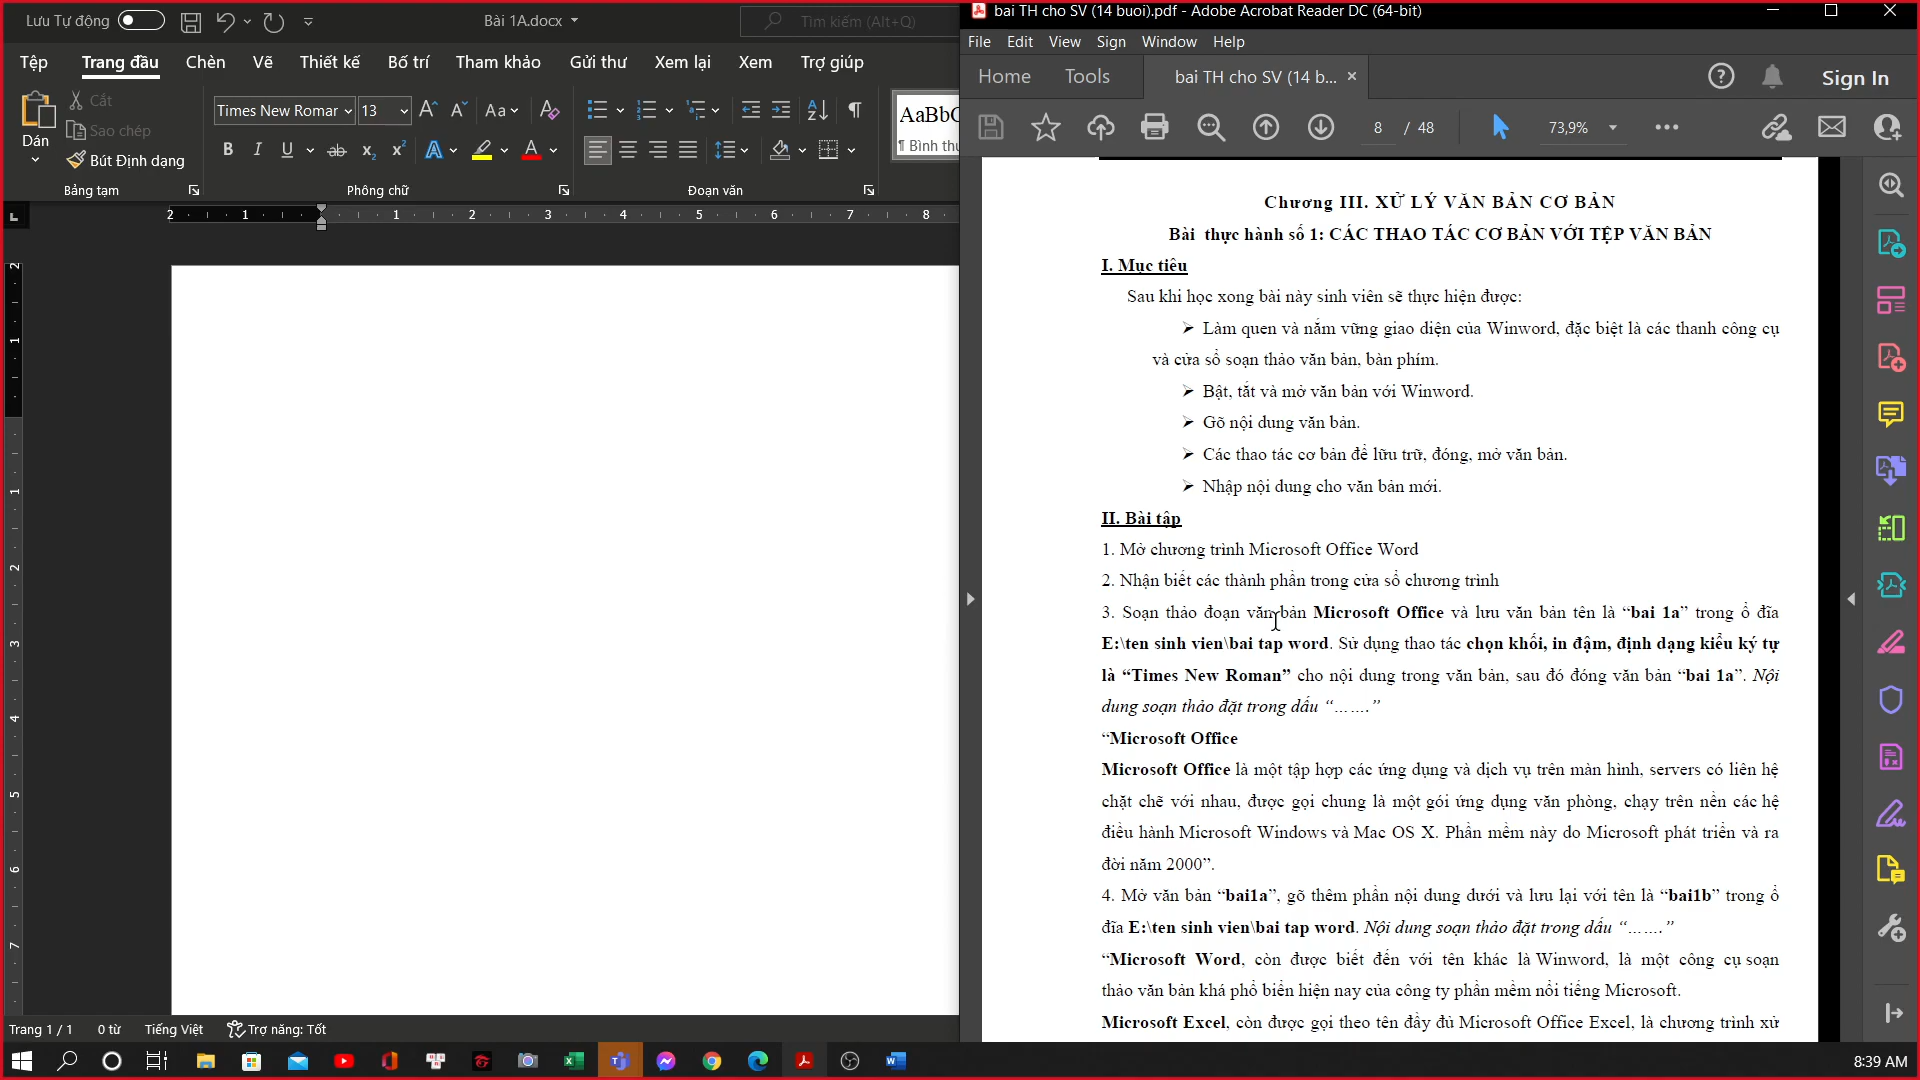 Lưu Tự động
Bài 1A.docx
Tìm kiếm (Alt+Q)
Tệp Trang đầu Chèn Vẽ Thiết kế Bố trí Tham khảo Gửi thư Xem lại Xem Trợ giúp
Dán
Cắt
Sao chép
Bút Định dạng
Bảng tạm
Times New Romar 13
Phông chữ
Đoạn văn
AaBbC
¶ Bình thu
2 1 1 2 3 4 5 6 7 8
2
1
1
2
3
4
5
6
7
Trang 1 / 1 0 từ Tiếng Việt Trợ năng: Tốt
bai TH cho SV (14 buoi).pdf - Adobe Acrobat Reader DC (64-bit)
File Edit View Sign Window Help
Home Tools bai TH cho SV (14 b... × Sign In
8 / 48 73,9%
Chương III. XỬ LÝ VĂN BẢN CƠ BẢN
Bài thực hành số 1: CÁC THAO TÁC CƠ BẢN VỚI TỆP VĂN BẢN
I. Mục tiêu
Sau khi học xong bài này sinh viên sẽ thực hiện được:
➢ Làm quen và nắm vững giao diện của Winword, đặc biệt là các thanh công cụ
và cửa sổ soạn thảo văn bản, bàn phím.
➢ Bật, tắt và mở văn bản với Winword.
➢ Gõ nội dung văn bản.
➢ Các thao tác cơ bản để lữu trữ, đóng, mở văn bản.
➢ Nhập nội dung cho văn bản mới.
II. Bài tập
1. Mở chương trình Microsoft Office Word
2. Nhận biết các thành phần trong cửa sổ chương trình
3. Soạn thảo đoạn văn bản Microsoft Office và lưu văn bản tên là “bai 1a” trong ổ đĩa
E:\ten sinh vien\bai tap word. Sử dụng thao tác chọn khối, in đậm, định dạng kiểu ký tự
là “Times New Roman” cho nội dung trong văn bản, sau đó đóng văn bản “bai 1a”. Nội
dung soạn thảo đặt trong dấu “…….”
“Microsoft Office
Microsoft Office là một tập hợp các ứng dụng và dịch vụ trên màn hình, servers có liên hệ
chặt chẽ với nhau, được gọi chung là một gói ứng dụng văn phòng, chạy trên nền các hệ
điều hành Microsoft Windows và Mac OS X. Phần mềm này do Microsoft phát triển và ra
đời năm 2000”.
4. Mở văn bản “bai1a”, gõ thêm phần nội dung dưới và lưu lại với tên là “bai1b” trong ổ
đĩa E:\ten sinh vien\bai tap word. Nội dung soạn thảo đặt trong dấu “…….”
“Microsoft Word, còn được biết đến với tên khác là Winword, là một công cụ soạn
thảo văn bản khá phổ biến hiện nay của công ty phần mềm nổi tiếng Microsoft.
Microsoft Excel, còn được gọi theo tên đầy đủ Microsoft Office Excel, là chương trình xử
8:39 AM